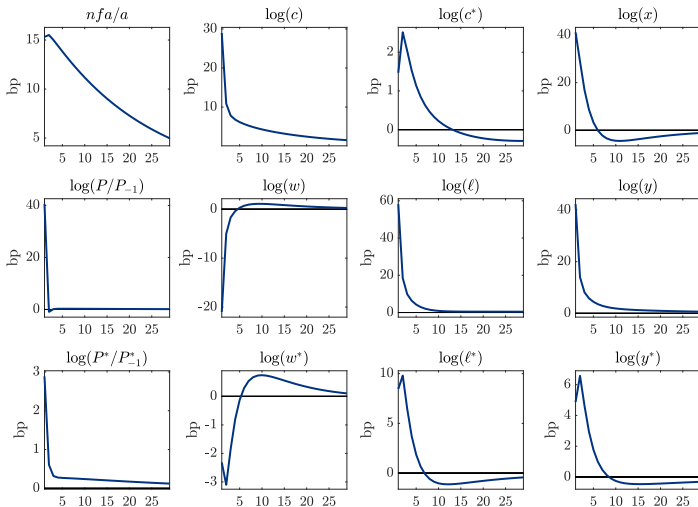 nfa/a log(c) log(c*) log(x)
bp 15 10 5
bp 30 20 10
bp 2 1 0
bp 40 20 0
5 10 15 20 25 5 10 15 20 25 5 10 15 20 25 5 10 15 20 25
log(P/P₋₁) log(w) log(ℓ) log(y)
bp 40 20 0
bp 0 -10 -20
bp 60 40 20 0
bp 40 20 0
5 10 15 20 25 5 10 15 20 25 5 10 15 20 25 5 10 15 20 25
log(P*/P*₋₁) log(w*) log(ℓ*) log(y*)
bp 3 2 1 0
bp 0 -1 -2 -3
bp 10 5 0
bp 6 4 2 0
5 10 15 20 25 5 10 15 20 25 5 10 15 20 25 5 10 15 20 25